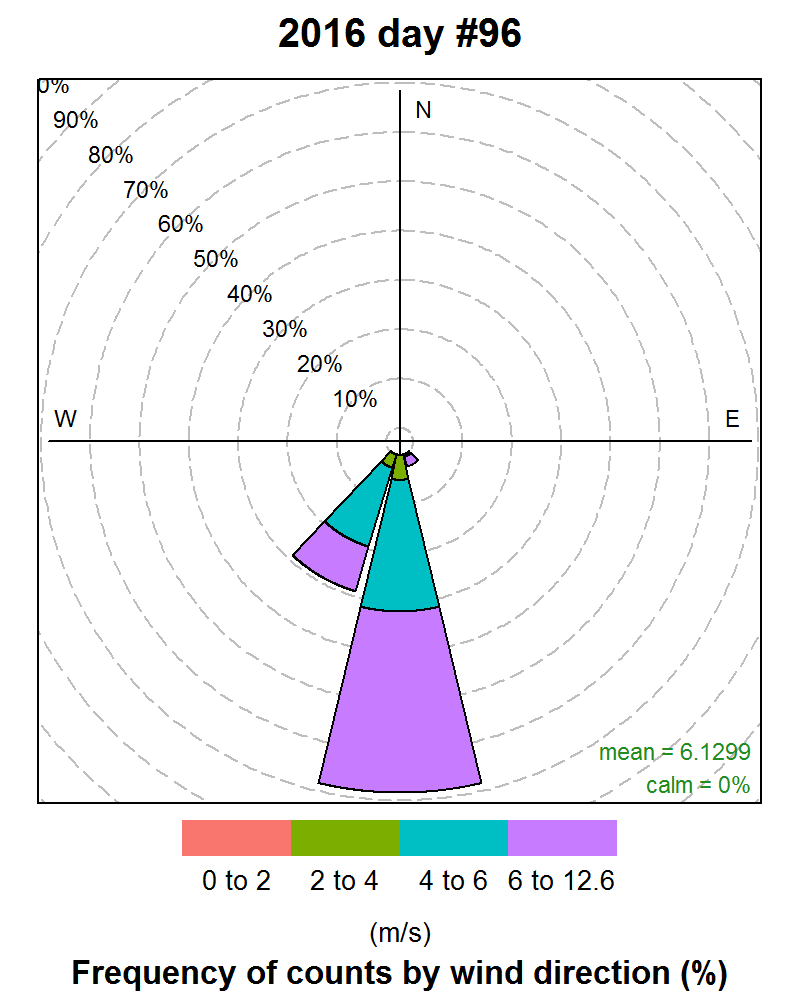 2016 day #96
0%
90%
80%
70%
60%
50%
40%
30%
20%
10%
N
W
E
mean = 6.1299
calm = 0%
0 to 2 2 to 4 4 to 6 6 to 12.6
(m/s)
Frequency of counts by wind direction (%)